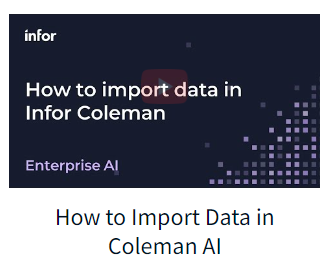 infor
How to import data in
Infor Coleman
Enterprise AI
How to Import Data in
Coleman AI